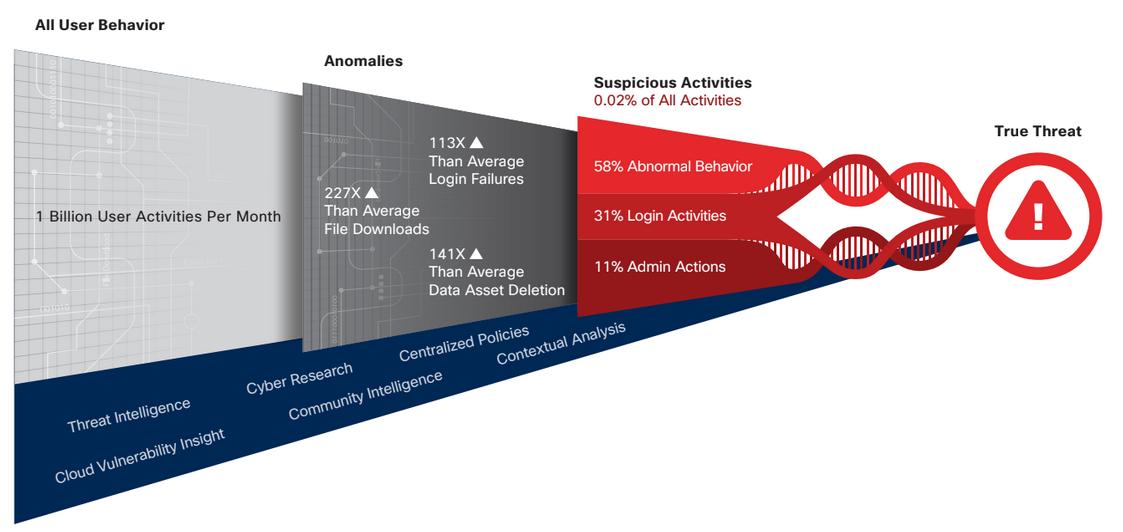 All User Behavior
Anomalies
Suspicious Activities
0.02% of All Activities
True Threat
1 Billion User Activities Per Month
113X ▲
Than Average
Login Failures
227X ▲
Than Average
File Downloads
141X ▲
Than Average
Data Asset Deletion
58% Abnormal Behavior
31% Login Activities
11% Admin Actions
!
Threat Intelligence
Cyber Research
Centralized Policies
Cloud Vulnerability Insight
Community Intelligence
Contextual Analysis